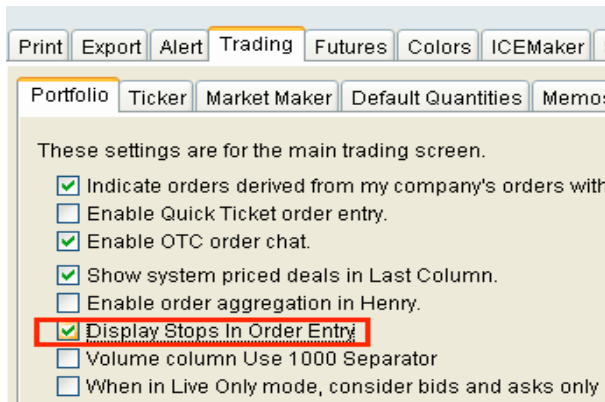 Print Export Alert Trading Futures Colors ICEMaker
Portfolio Ticker Market Maker Default Quantities Memos
These settings are for the main trading screen.
Indicate orders derived from my company's orders with
Enable Quick Ticket order entry.
Enable OTC order chat.
Show system priced deals in Last Column.
Enable order aggregation in Henry.
Display Stops In Order Entry
Volume column Use 1000 Separator
When in Live Only mode, consider bids and asks only